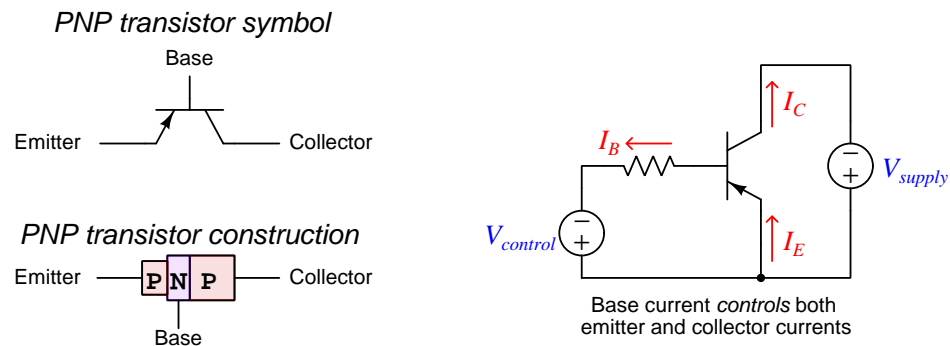 PNP transistor symbol
Base
Emitter
Collector
PNP transistor construction
Emitter
P N P
Collector
Base
I_C
I_B
−
+
V_supply
−
+
V_control
I_E
Base current controls both
emitter and collector currents